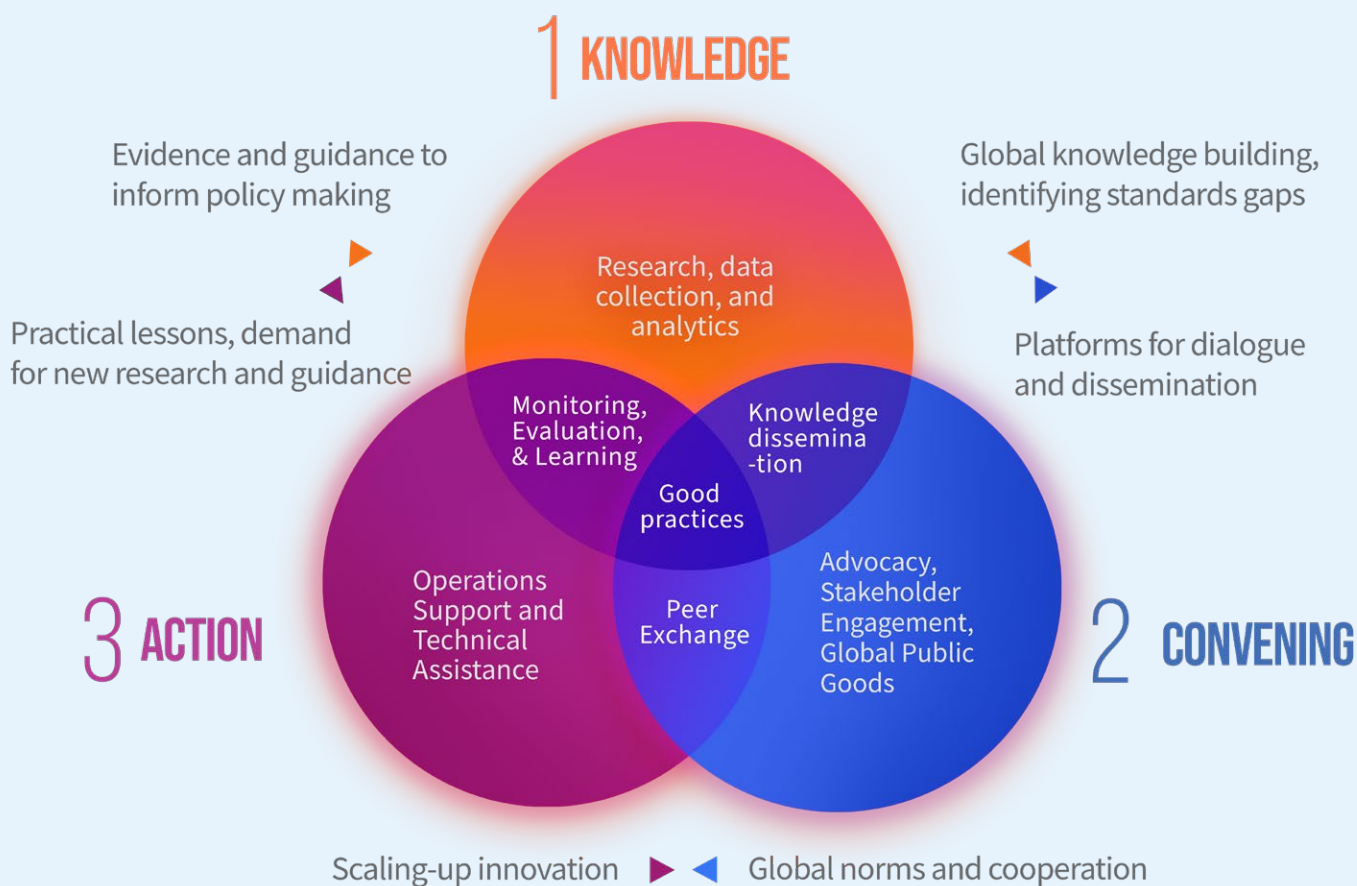 1 KNOWLEDGE
Evidence and guidance to
inform policy making
Global knowledge building,
identifying standards gaps
Practical lessons, demand
for new research and guidance
Platforms for dialogue
and dissemination
Research, data
collection, and
analytics
Monitoring,
Evaluation,
& Learning
Knowledge
dissemina
-tion
Good
practices
3 ACTION
Operations
Support and
Technical
Assistance
Peer
Exchange
Advocacy,
Stakeholder
Engagement,
Global Public
Goods
2 CONVENING
Scaling-up innovation
Global norms and cooperation